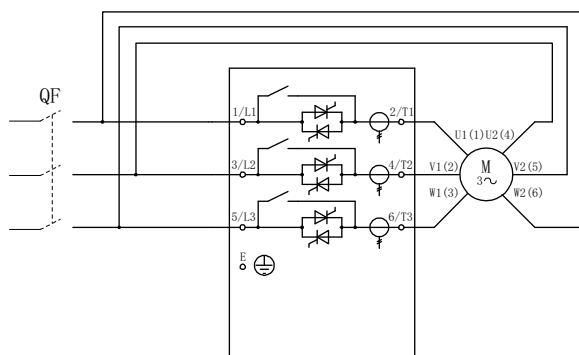 QF
1/L1 2/T1
U1(1) U2(4)
3/L2 4/T2 V1(2) M 3~ V2(5)
W1(3) W2(6)
5/L3 6/T3
E